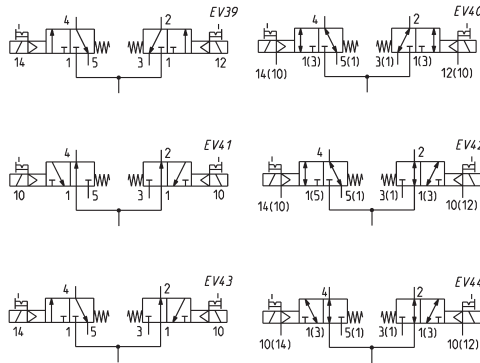 4 2 EV39
14 1 5 3 1 12
4 2 EV40
14(10) 1(3) 5(1) 3(1) 1(3) 12(10)
4 2 EV41
10 1 5 3 1 10
4 2 EV42
14(10) 1(5) 5(1) 3(1) 1(3) 10(12)
4 2 EV43
14 1 5 3 1 10
4 2 EV44
10(14) 1(3) 5(1) 3(1) 1(3) 10(12)